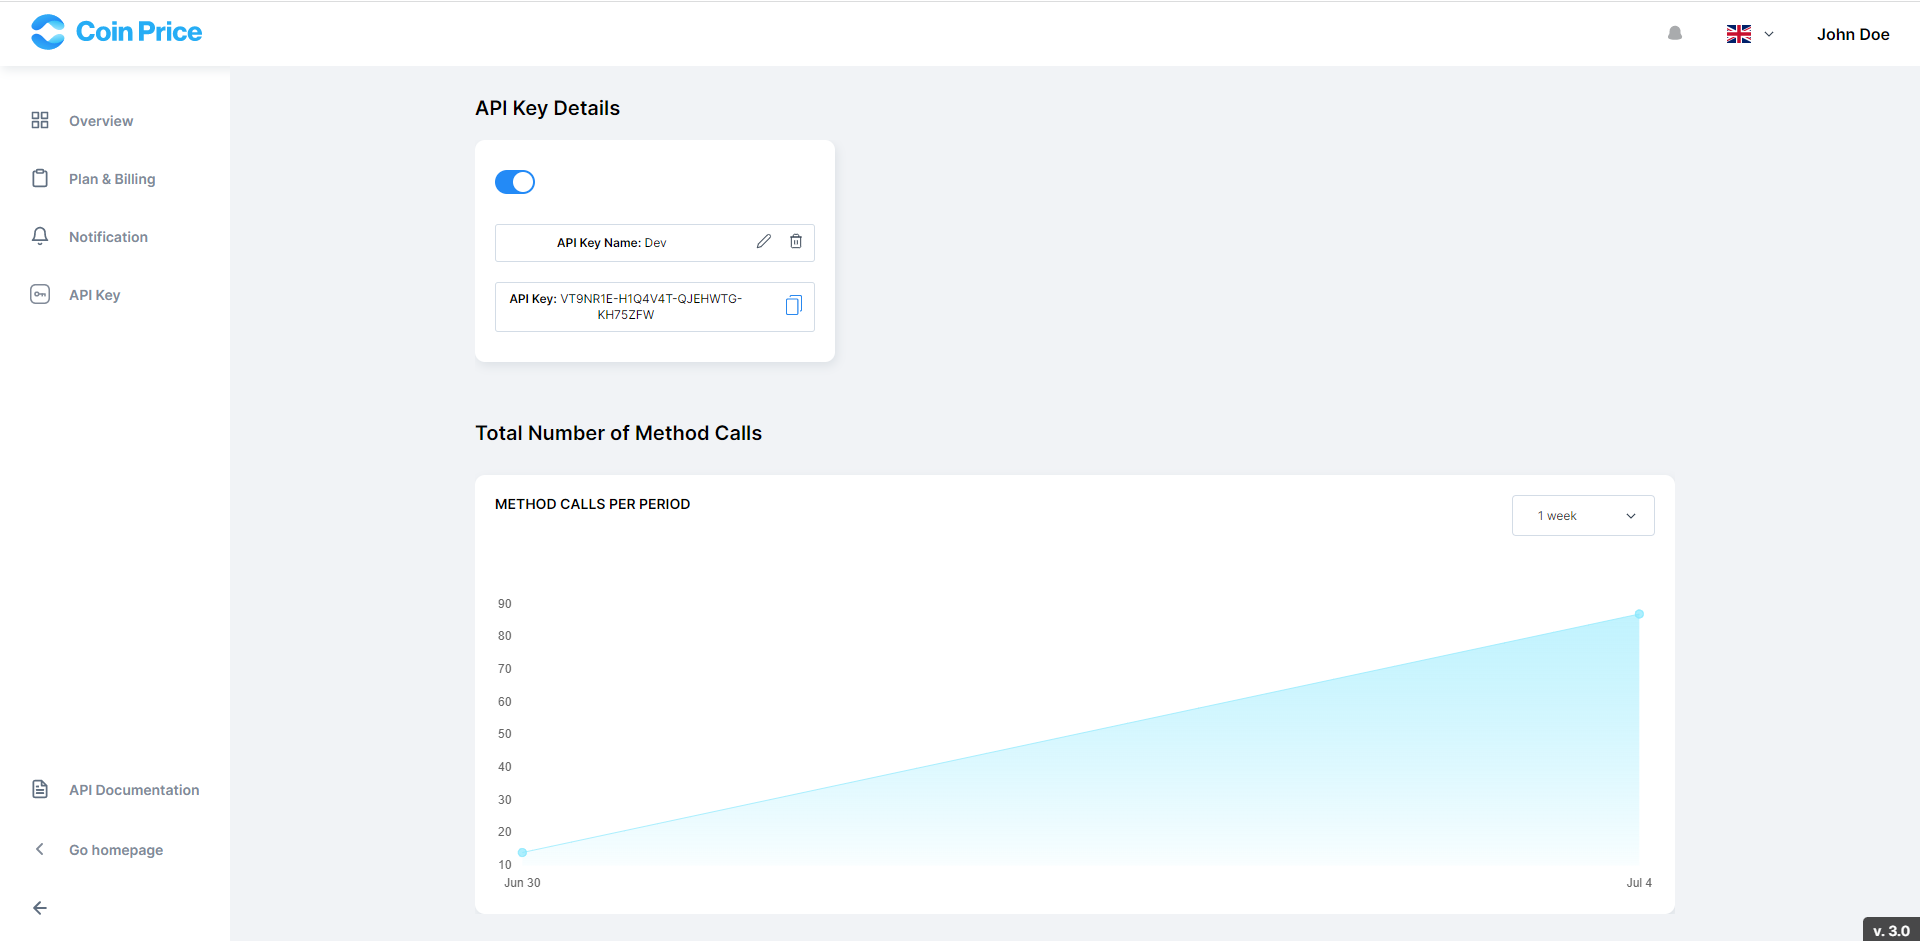 Coin Price
John Doe
Overview
Plan & Billing
Notification
API Key
API Documentation
Go homepage
API Key Details
API Key Name: Dev
API Key: VT9NR1E-H1Q4V4T-QJEHWTG-
KH75ZFW
Total Number of Method Calls
METHOD CALLS PER PERIOD
1 week
90
80
70
60
50
40
30
20
10
Jun 30
Jul 4
v. 3.0